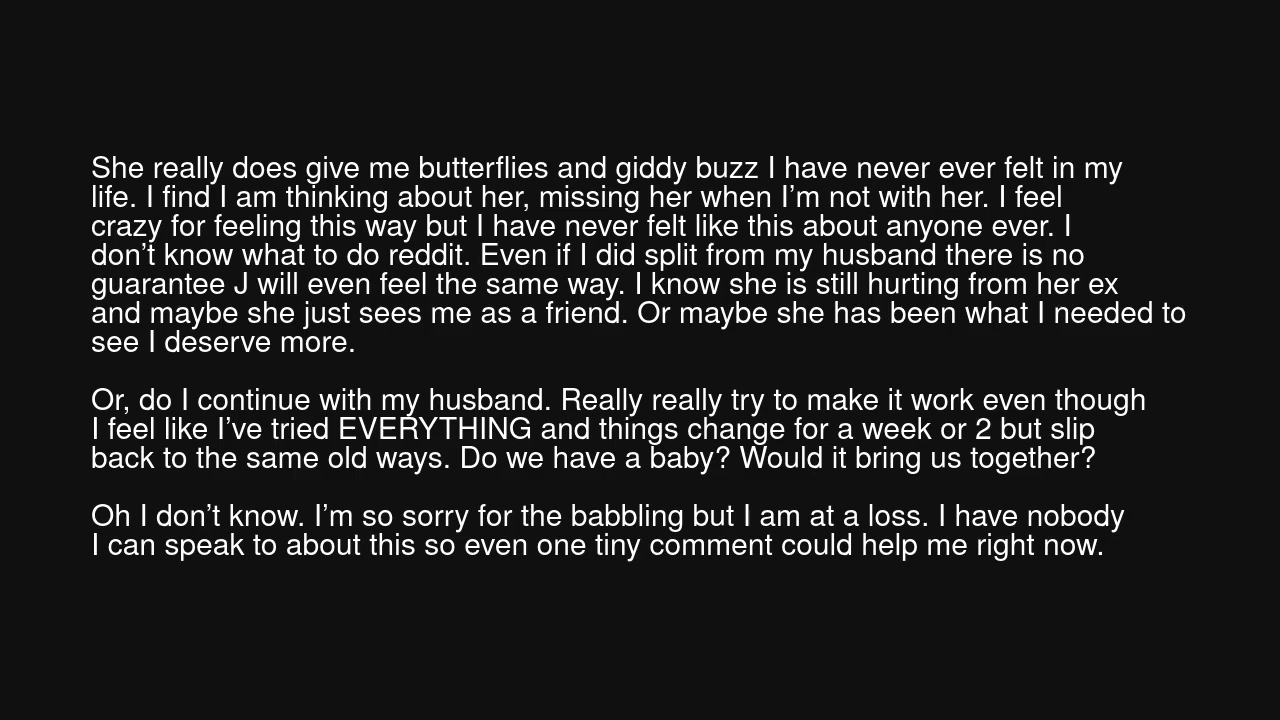 She really does give me butterflies and giddy buzz I have never ever felt in my
life. I find I am thinking about her, missing her when I’m not with her. I feel
crazy for feeling this way but I have never felt like this about anyone ever. I
don’t know what to do reddit. Even if I did split from my husband there is no
guarantee J will even feel the same way. I know she is still hurting from her ex
and maybe she just sees me as a friend. Or maybe she has been what I needed to
see I deserve more.
Or, do I continue with my husband. Really really try to make it work even though
I feel like I’ve tried EVERYTHING and things change for a week or 2 but slip
back to the same old ways. Do we have a baby? Would it bring us together?
Oh I don’t know. I’m so sorry for the babbling but I am at a loss. I have nobody
I can speak to about this so even one tiny comment could help me right now.